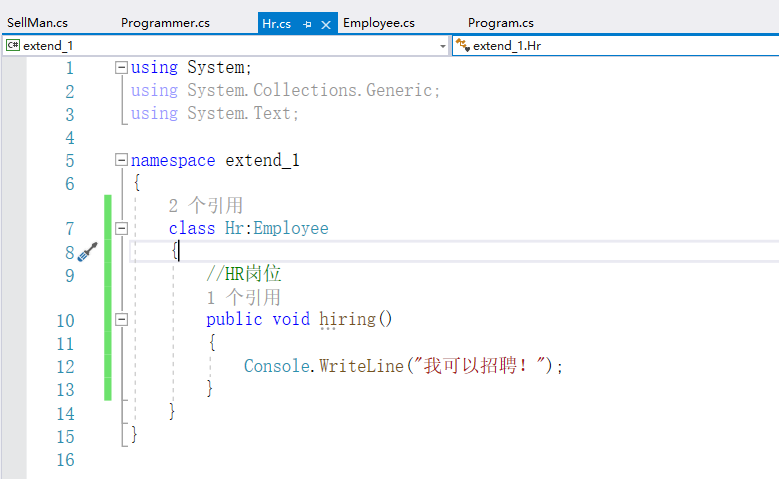 SellMan.cs Programmer.cs Hr.cs Employee.cs Program.cs
C# extend_1 extend_1.Hr
1 using System;
2 using System.Collections.Generic;
3 using System.Text;
4
5 namespace extend_1
6 {
2 个引用
7 class Hr:Employee
8 {
9 //HR岗位
1 个引用
10 public void hiring()
11 {
12 Console.WriteLine("我可以招聘！");
13 }
14 }
15 }
16